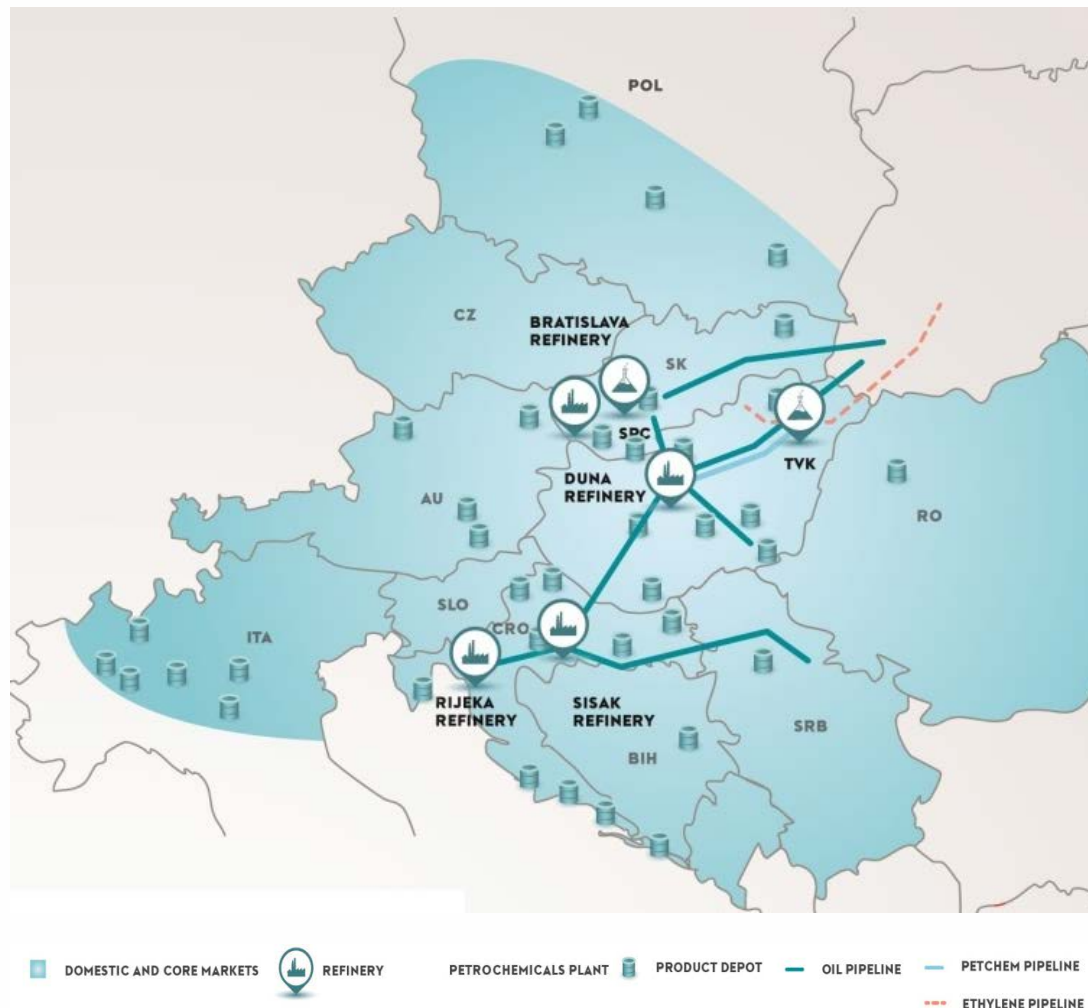 POL
CZ
BRATISLAVA
REFINERY
SK
SPC
TVK
DUNA
REFINERY
AU
RO
SLO
CRO
ITA
RIJEKA
REFINERY
SISAK
REFINERY
BIH
SRB
DOMESTIC AND CORE MARKETS
REFINERY
PETROCHEMICALS PLANT
PRODUCT DEPOT
OIL PIPELINE
PETCHEM PIPELINE
ETHYLENE PIPELINE